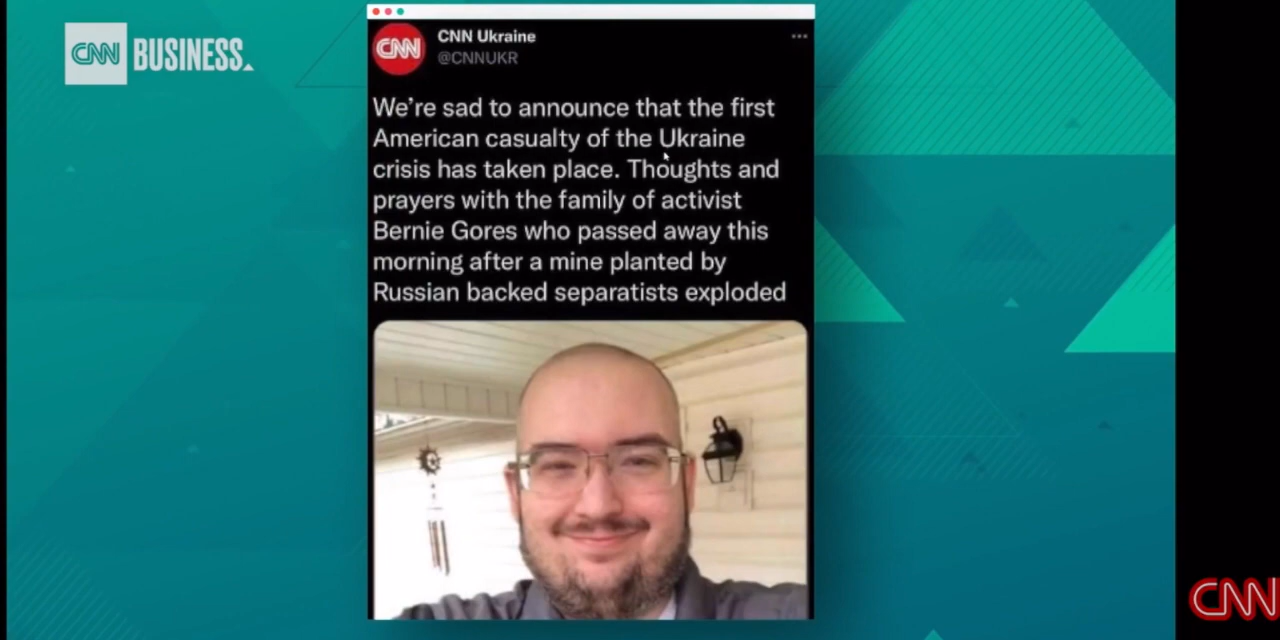 CNN BUSINESS
CNN
CNN Ukraine
@CNNUKR
We're sad to announce that the first
American casualty of the Ukraine
crisis has taken place. Thoughts and
prayers with the family of activist
Bernie Gores who passed away this
morning after a mine planted by
Russian backed separatists exploded
CNN